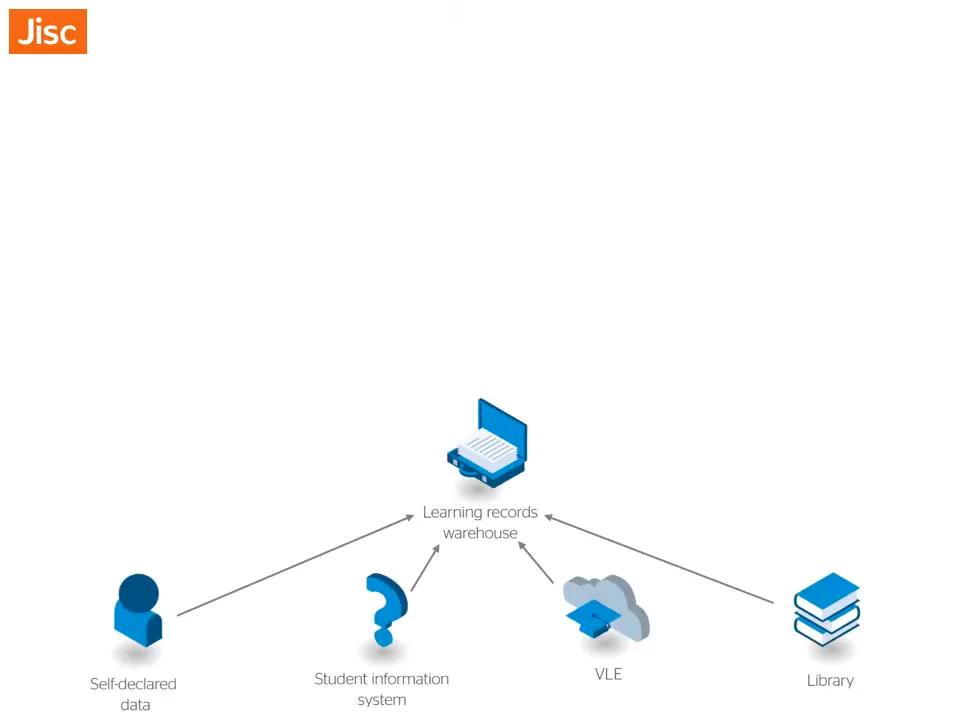 Jisc
Learning records
warehouse
Self-declared
data
Student information
system
VLE
Library